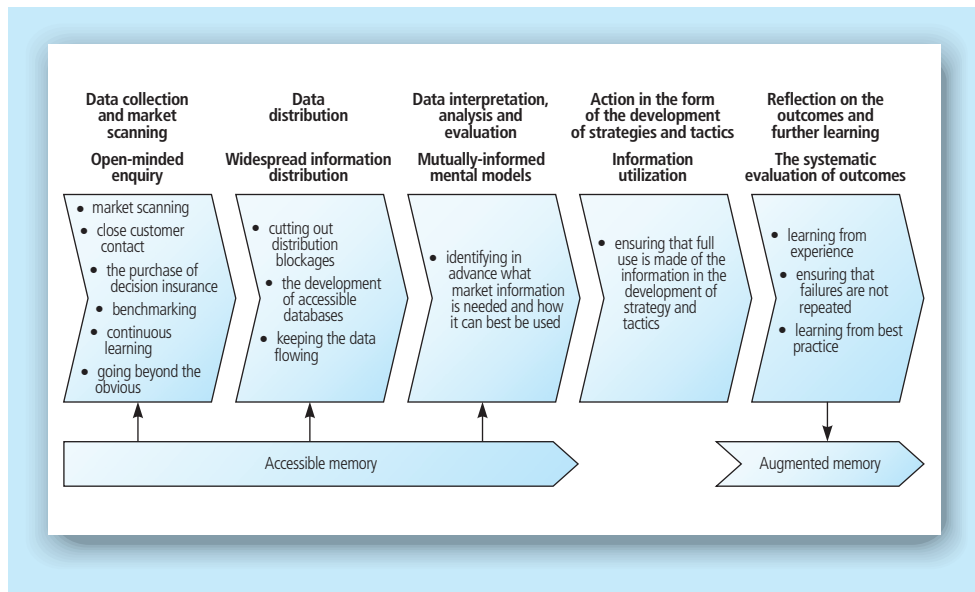 Data collection
and market
scanning
Open-minded
enquiry
• market scanning
• close customer
contact
• the purchase of
decision insurance
• benchmarking
• continuous
learning
• going beyond the
obvious
Data
distribution
Widespread information
distribution
• cutting out
distribution
blockages
• the development
of accessible
databases
• keeping the data
flowing
Data interpretation,
analysis and
evaluation
Mutually-informed
mental models
• identifying in
advance what
market information
is needed and how
it can best be used
Action in the form
of the development
of strategies and tactics
Information
utilization
• ensuring that full
use is made of the
information in the
development of
strategy and
tactics
Reflection on the
outcomes and
further learning
The systematic
evaluation of outcomes
• learning from
experience
• ensuring that
failures are not
repeated
• learning from best
practice
Accessible memory
Augmented memory